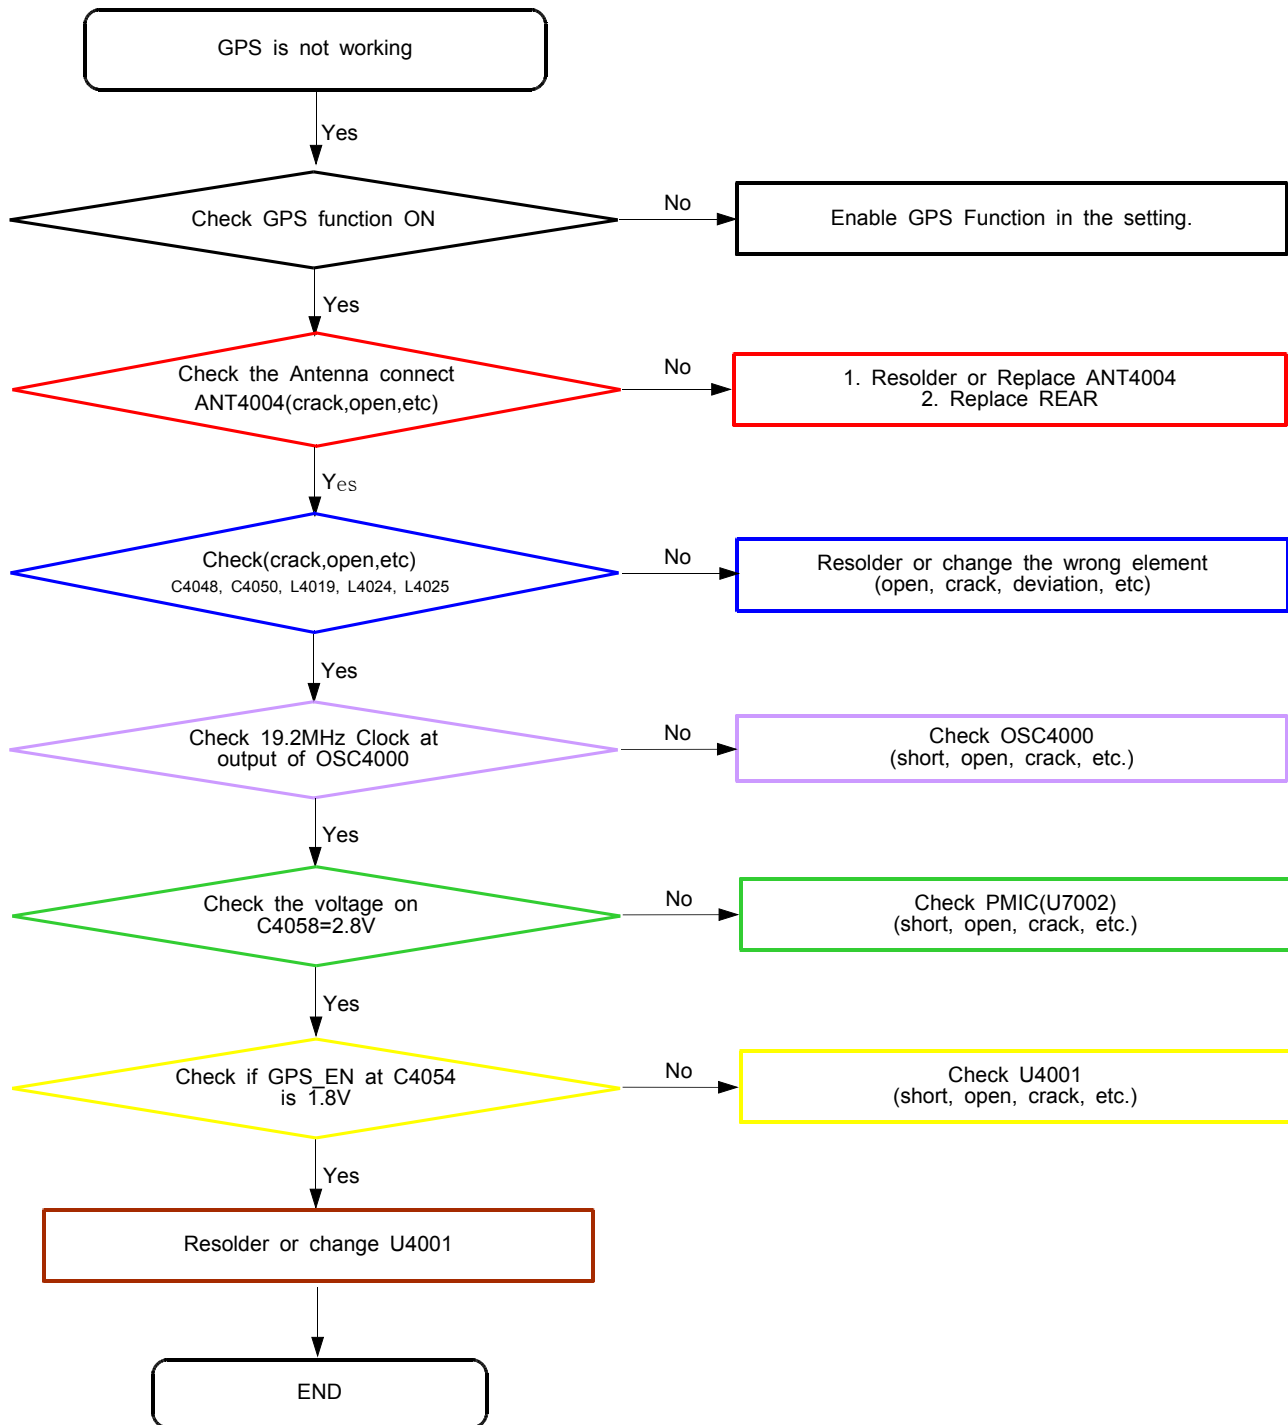 GPS is not working
Yes
Check GPS function ON
No
Enable GPS Function in the setting.
Yes
Check the Antenna connect
ANT4004(crack,open,etc)
No
1. Resolder or Replace ANT4004
2. Replace REAR
Yes
Check(crack,open,etc)
C4048, C4050, L4019, L4024, L4025
No
Resolder or change the wrong element
(open, crack, deviation, etc)
Yes
Check 19.2MHz Clock at
output of OSC4000
No
Check OSC4000
(short, open, crack, etc.)
Yes
Check the voltage on
C4058=2.8V
No
Check PMIC(U7002)
(short, open, crack, etc.)
Yes
Check if GPS_EN at C4054
is 1.8V
No
Check U4001
(short, open, crack, etc.)
Yes
Resolder or change U4001
END